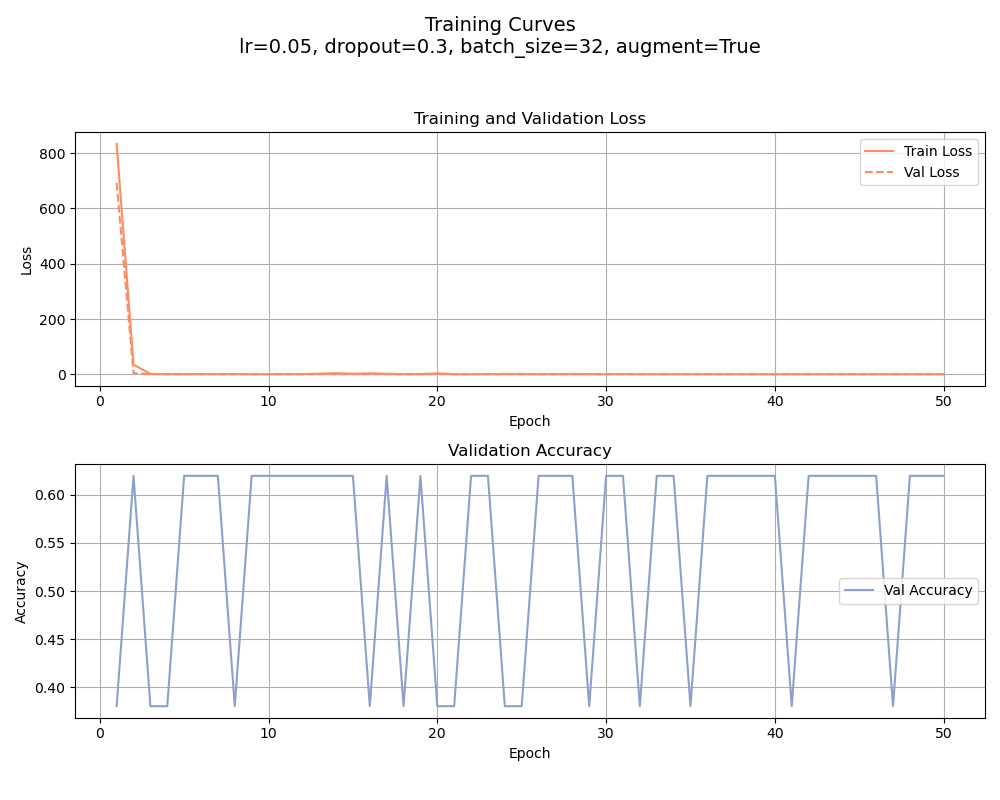 Training Curves
lr=0.05, dropout=0.3, batch_size=32, augment=True
Training and Validation Loss
Train Loss
Val Loss
Loss
800
600
400
200
0
0 10 20 30 40 50
Epoch
Validation Accuracy
Val Accuracy
Accuracy
0.60
0.55
0.50
0.45
0.40
0 10 20 30 40 50
Epoch